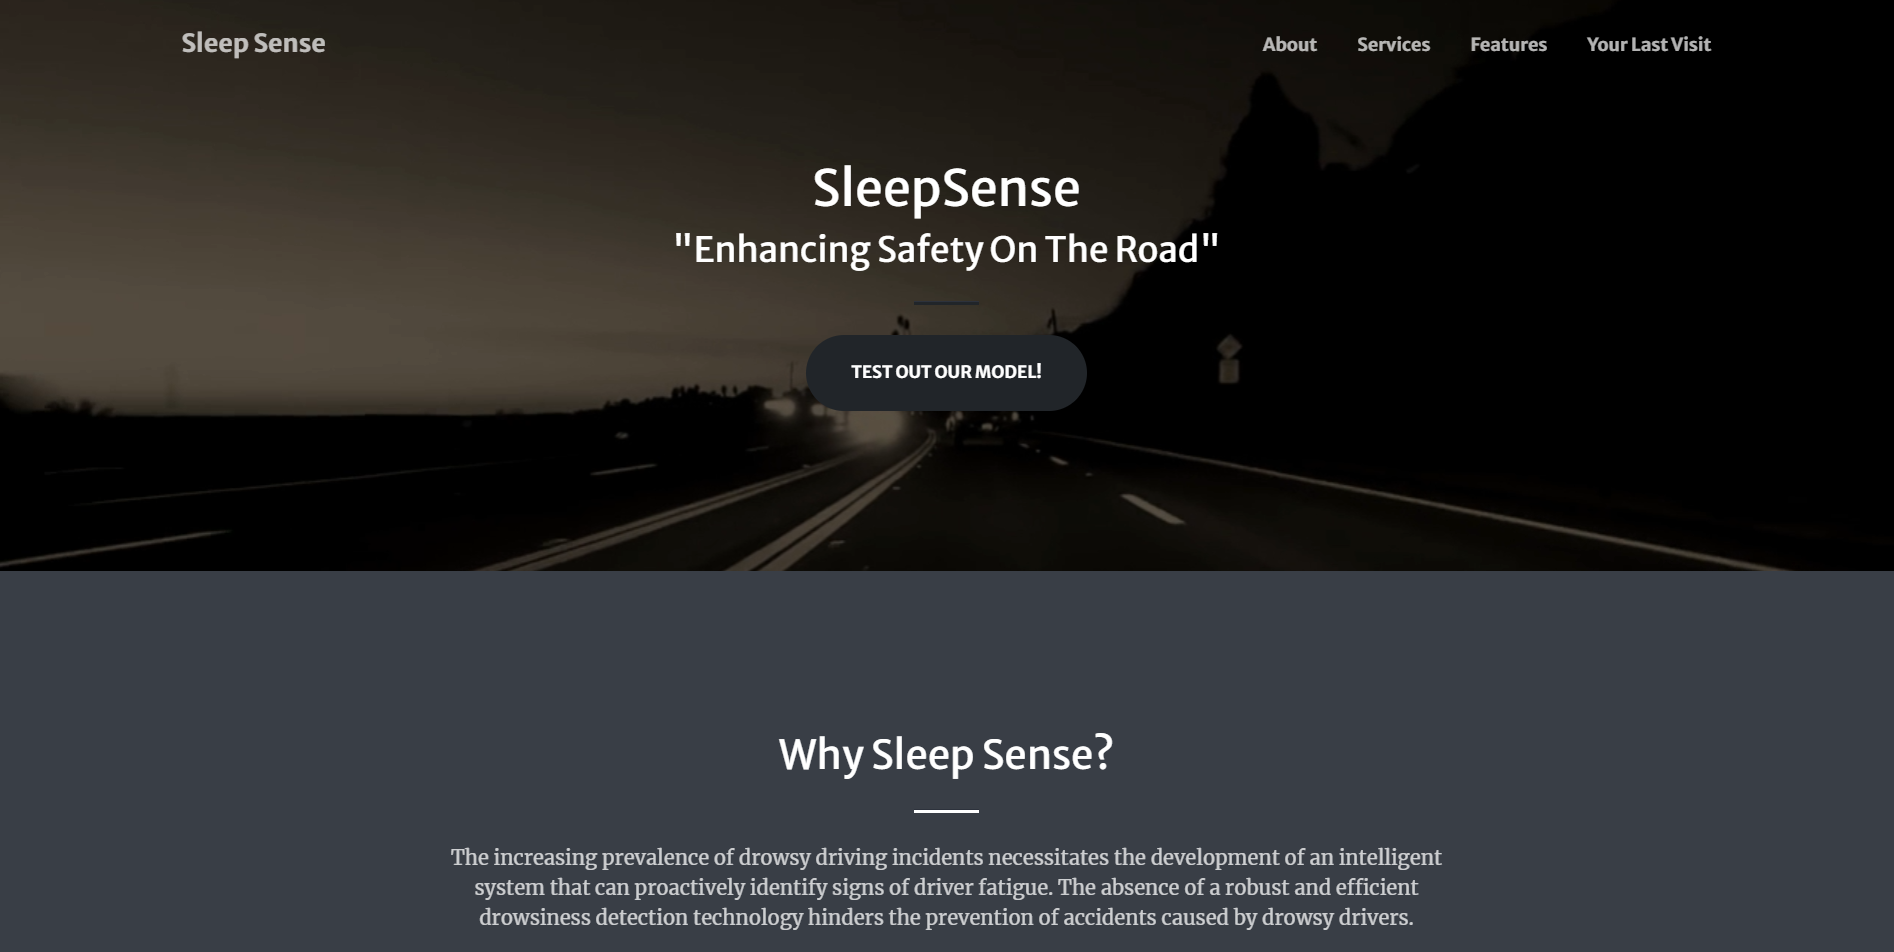 Sleep Sense
About Services Features Your Last Visit
SleepSense
"Enhancing Safety On The Road"
TEST OUT OUR MODEL!
Why Sleep Sense?
The increasing prevalence of drowsy driving incidents necessitates the development of an intelligent
system that can proactively identify signs of driver fatigue. The absence of a robust and efficient
drowsiness detection technology hinders the prevention of accidents caused by drowsy drivers.